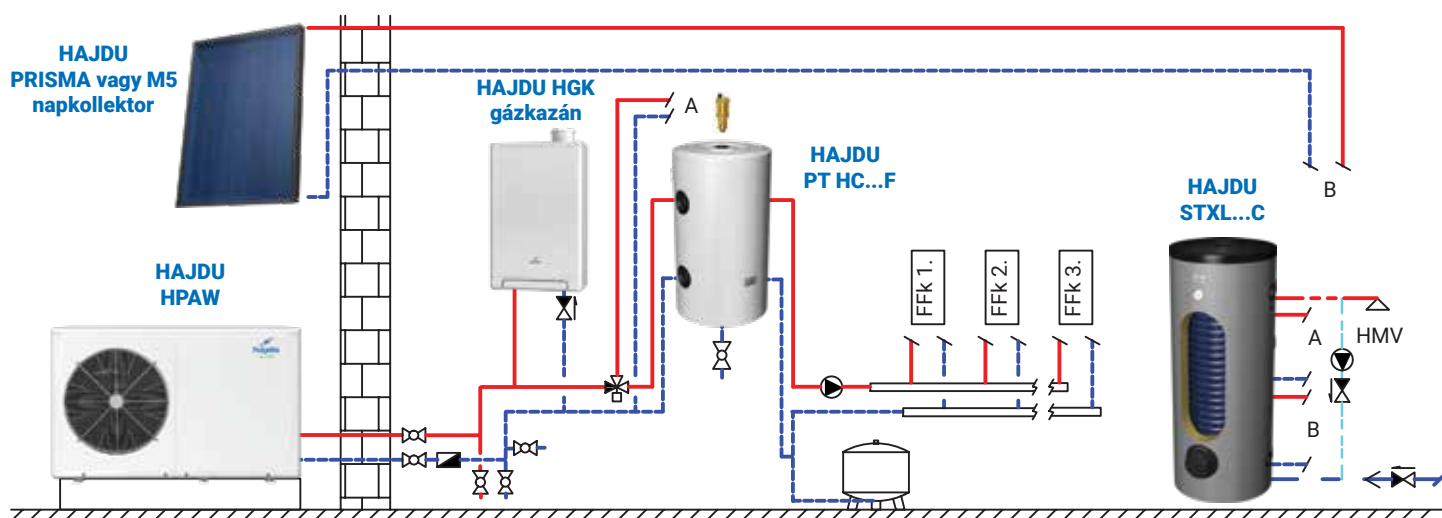 HAJDU
PRISMA vagy M5
napkollektor
HAJDU HGK
gázkazán
A
HAJDU
PT HC...F
B
HAJDU
STXL...C
HAJDU
HPAW
FFk 1.
FFk 2.
FFk 3.
A
HMV
B